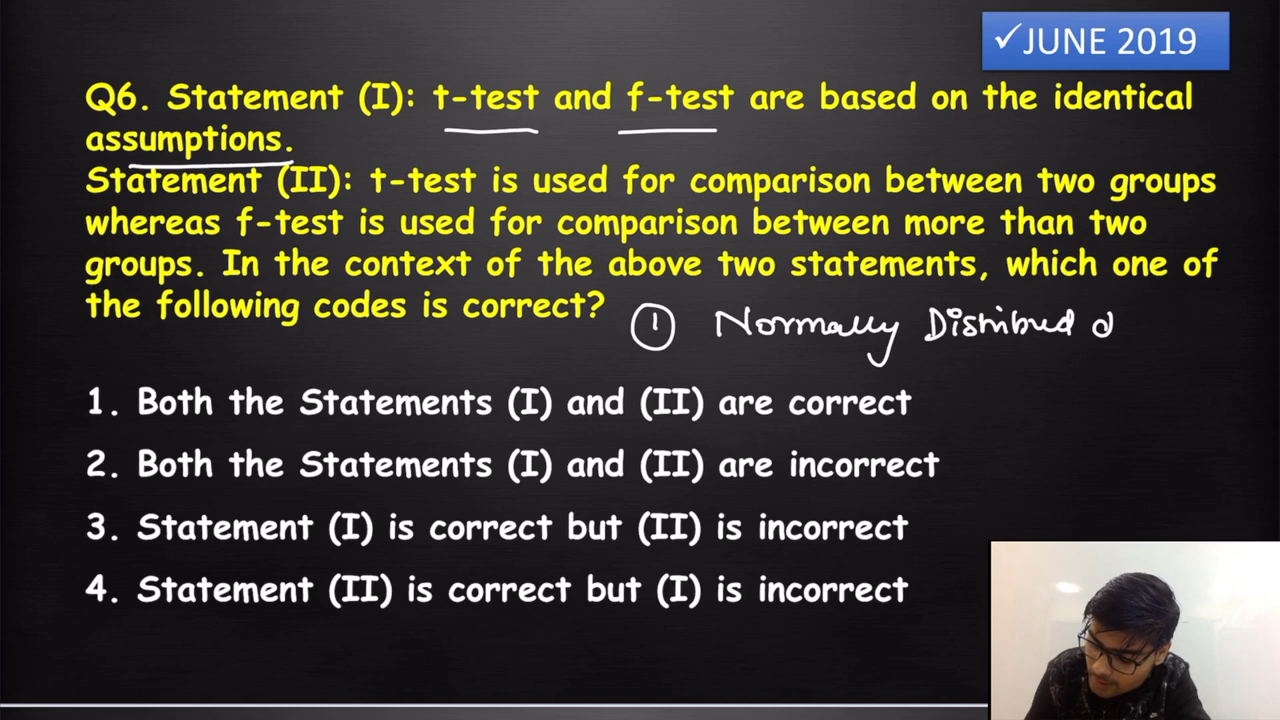 ✓JUNE 2019
Q6. Statement (I): t-test and f-test are based on the identical
assumptions.
Statement (II): t-test is used for comparison between two groups
whereas f-test is used for comparison between more than two
groups. In the context of the above two statements, which one of
the following codes is correct?
① Normally Distribued d
1. Both the Statements (I) and (II) are correct
2. Both the Statements (I) and (II) are incorrect
3. Statement (I) is correct but (II) is incorrect
4. Statement (II) is correct but (I) is incorrect